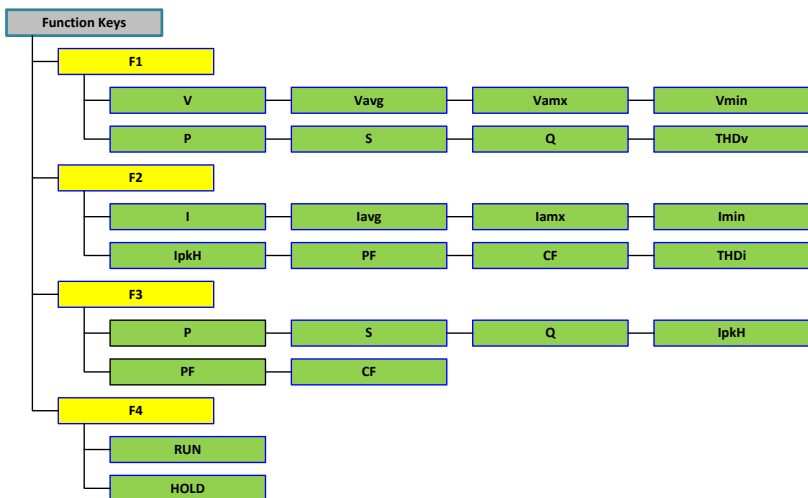 Function Keys
F1
V Vavg Vamx Vmin
P S Q THDv
F2
I Iavg Iamx Imin
IpkH PF CF THDi
F3
P S Q IpkH
PF CF
F4
RUN
HOLD